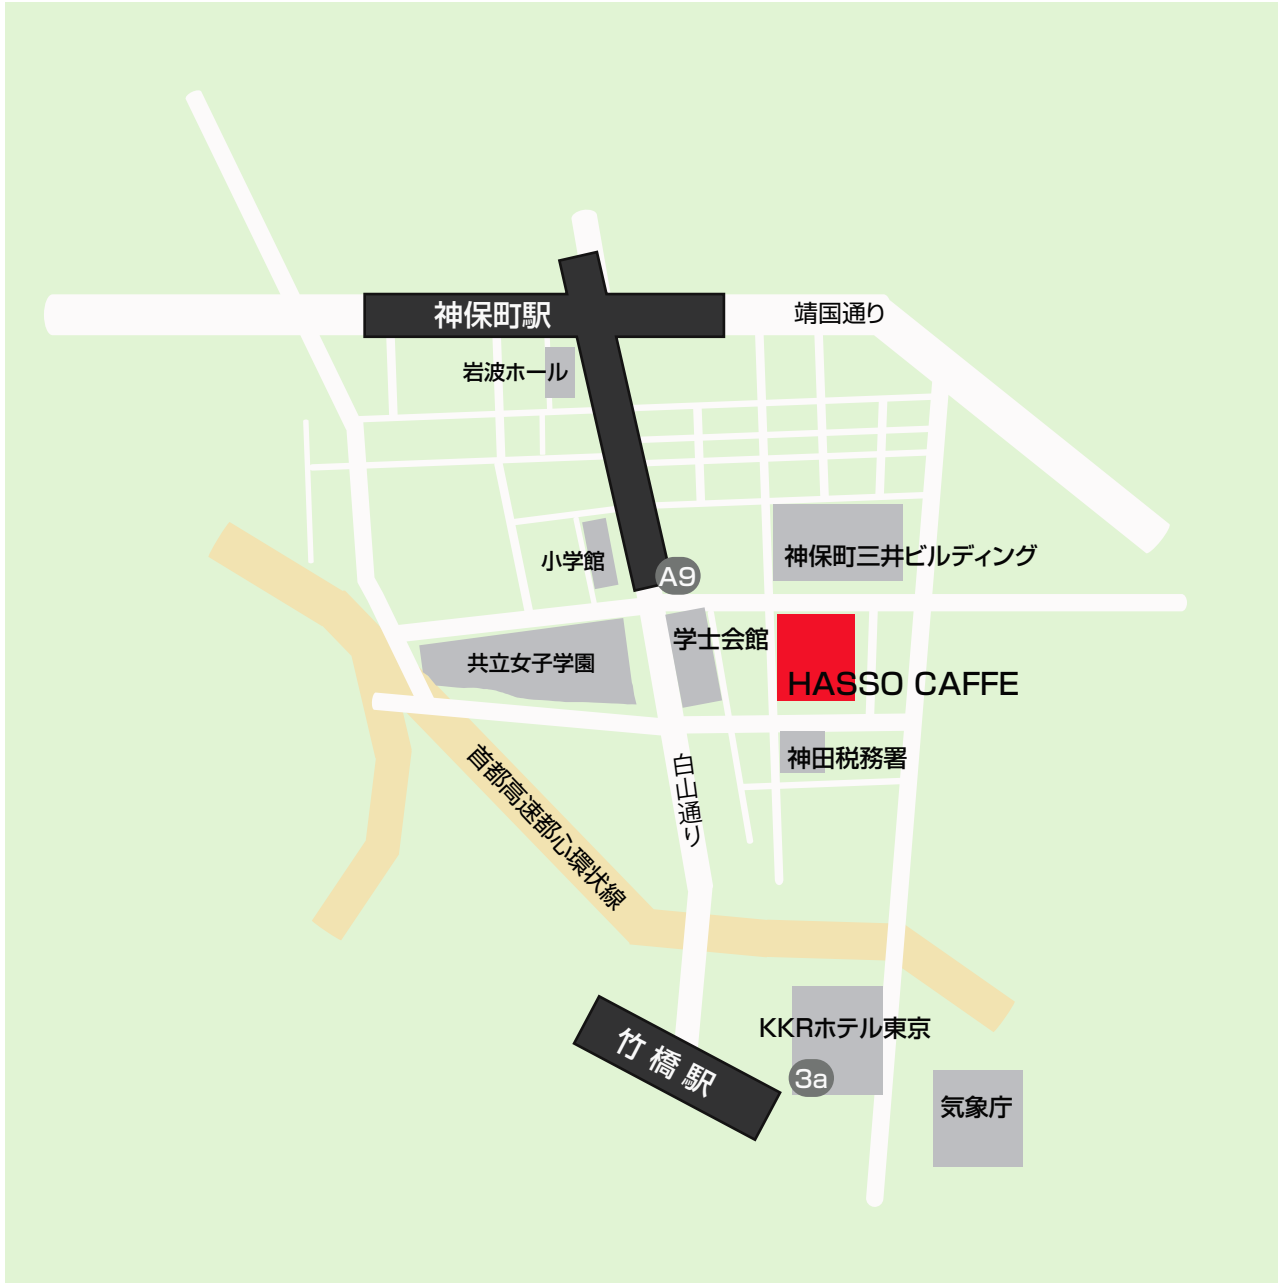 神保町駅
靖国通り
岩波ホール
神保町三井ビルディング
小学館
A9
学士会館
共立女子学園
HASSO CAFFE
神田税務署
白山通り
首都高速都心環状線
KKRホテル東京
竹橋駅
3a
気象庁